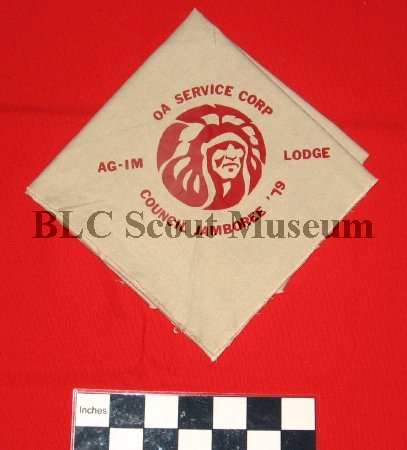 OA SERVICE CORP
AG-IM LODGE
COUNCIL JAMBOREE '79
BLC Scout Museum
Inches